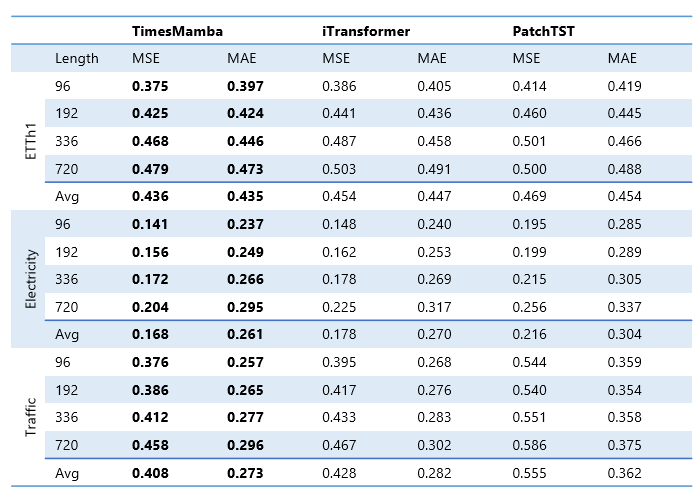 TimesMamba iTransformer PatchTST
Length MSE MAE MSE MAE MSE MAE
ETTh1
96 0.375 0.397 0.386 0.405 0.414 0.419
192 0.425 0.424 0.441 0.436 0.460 0.445
336 0.468 0.446 0.487 0.458 0.501 0.466
720 0.479 0.473 0.503 0.491 0.500 0.488
Avg 0.436 0.435 0.454 0.447 0.469 0.454
Electricity
96 0.141 0.237 0.148 0.240 0.195 0.285
192 0.156 0.249 0.162 0.253 0.199 0.289
336 0.172 0.266 0.178 0.269 0.215 0.305
720 0.204 0.295 0.225 0.317 0.256 0.337
Avg 0.168 0.261 0.178 0.270 0.216 0.304
Traffic
96 0.376 0.257 0.395 0.268 0.544 0.359
192 0.386 0.265 0.417 0.276 0.540 0.354
336 0.412 0.277 0.433 0.283 0.551 0.358
720 0.458 0.296 0.467 0.302 0.586 0.375
Avg 0.408 0.273 0.428 0.282 0.555 0.362